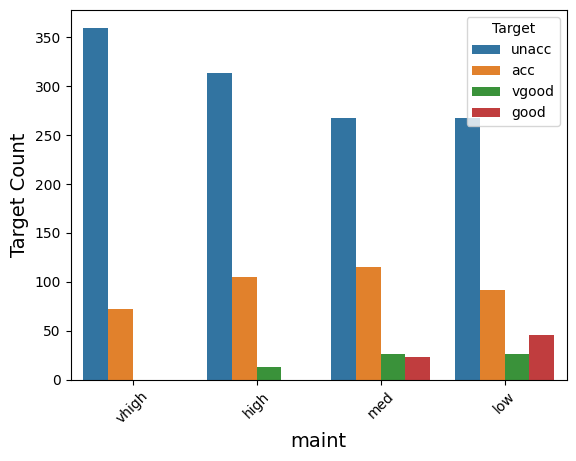 Target
unacc
acc
vgood
good
350
300
250
200
150
100
50
0
Target Count
vhigh
high
med
low
maint